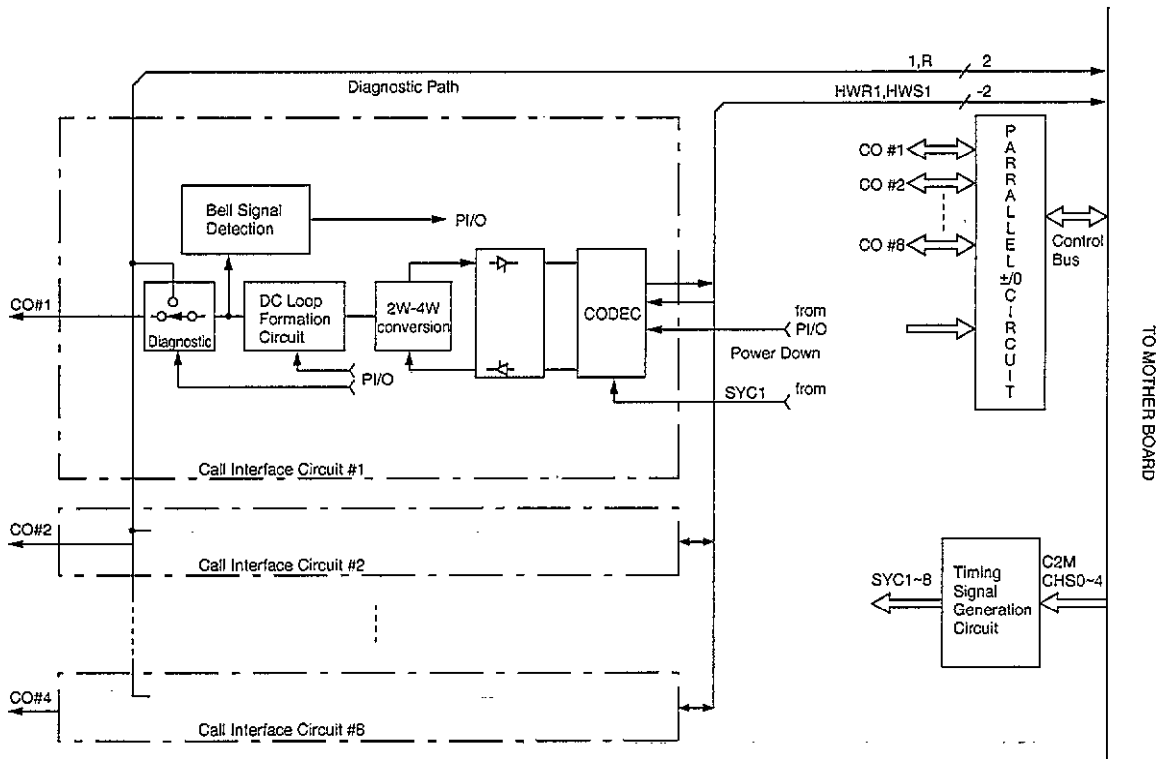 1,R 2
Diagnostic Path
HWR1,HWS1 -2
CO #1
CO #2
CO #8
PARRALLEL ±/0 CIRCUIT
Control
Bus
TO MOTHER BOARD
Bell Signal
Detection
PI/O
CO#1
Diagnostic
DC Loop
Formation
Circuit
2W-4W
conversion
CODEC
PI/O
from
PI/O
Power Down
SYC1
from
Call Interface Circuit #1
CO#2
Call Interface Circuit #2
SYC1~8
Timing
Signal
Generation
Circuit
C2M
CHS0~4
CO#4
Call Interface Circuit #8